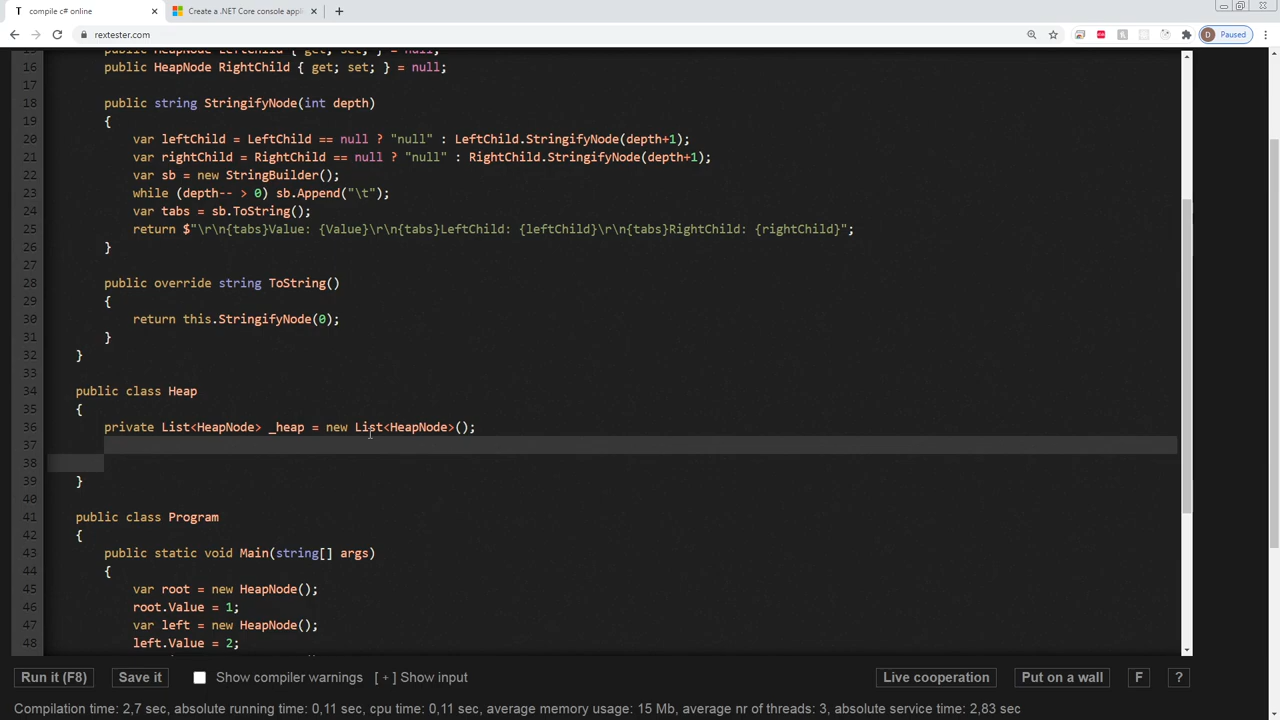 compile c# online
Create a .NET Core console appl
rextester.com
Paused
public HeapNode LeftChild { get; set; } = null;
16 public HeapNode RightChild { get; set; } = null;
17
18 public string StringifyNode(int depth)
19 {
20 var leftChild = LeftChild == null ? "null" : LeftChild.StringifyNode(depth+1);
21 var rightChild = RightChild == null ? "null" : RightChild.StringifyNode(depth+1);
22 var sb = new StringBuilder();
23 while (depth-- > 0) sb.Append("\t");
24 var tabs = sb.ToString();
25 return $"\r\n{tabs}Value: {Value}\r\n{tabs}LeftChild: {leftChild}\r\n{tabs}RightChild: {rightChild}";
26 }
27
28 public override string ToString()
29 {
30 return this.StringifyNode(0);
31 }
32 }
33
34 public class Heap
35 {
36 private List<HeapNode> _heap = new List<HeapNode>();
37
38
39 }
40
41 public class Program
42 {
43 public static void Main(string[] args)
44 {
45 var root = new HeapNode();
46 root.Value = 1;
47 var left = new HeapNode();
48 left.Value = 2;
Run it (F8)
Save it
Show compiler warnings
[ + ] Show input
Live cooperation
Put on a wall
F
?
Compilation time: 2,7 sec, absolute running time: 0,11 sec, cpu time: 0,11 sec, average memory usage: 15 Mb, average nr of threads: 3, absolute service time: 2,83 sec